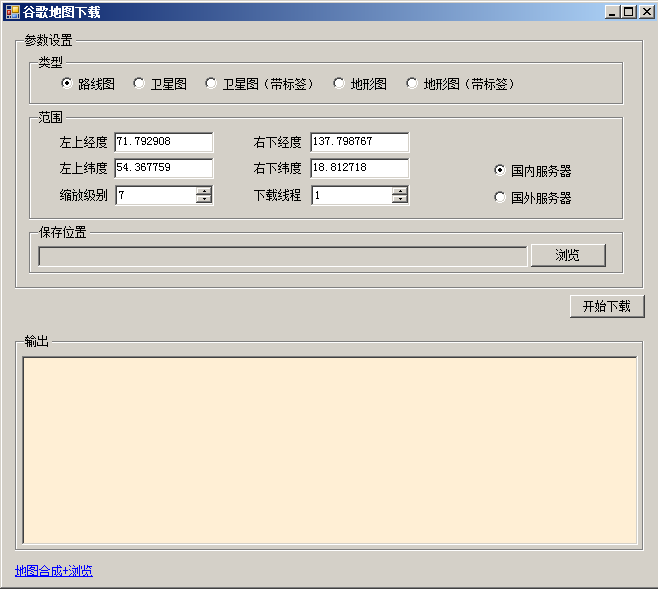 谷歌地图下载
参数设置
类型
路线图 卫星图 卫星图（带标签） 地形图 地形图（带标签）
范围
左上经度 71.792908 右下经度 137.798767
左上纬度 54.367759 右下纬度 18.812718 国内服务器
缩放级别 7 下载线程 1 国外服务器
保存位置
浏览
开始下载
输出
地图合成+浏览